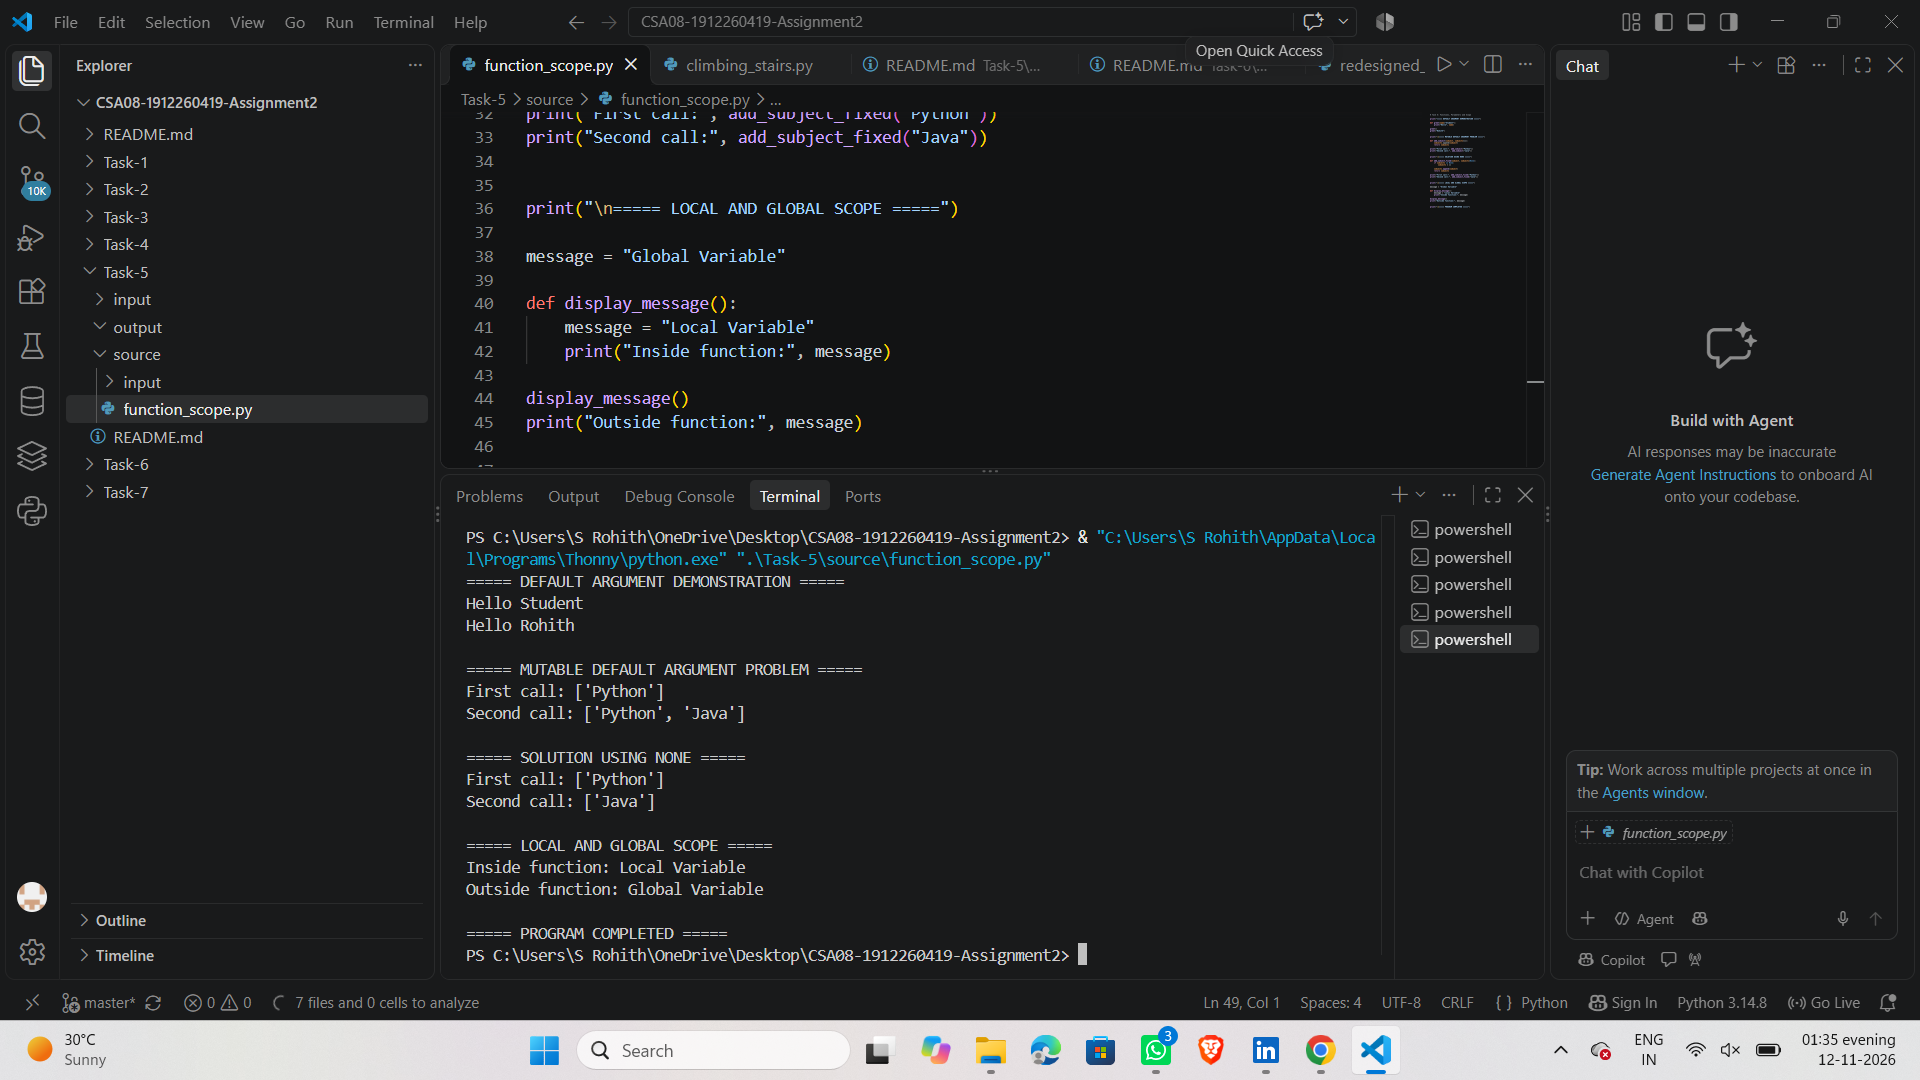 File Edit Selection View Go Run Terminal Help
CSA08-1912260419-Assignment2
Open Quick Access
Explorer
CSA08-1912260419-Assignment2
README.md
Task-1
Task-2
Task-3
Task-4
Task-5
input
output
source
input
function_scope.py
README.md
Task-6
Task-7
Outline
Timeline
10K
function_scope.py
climbing_stairs.py
README.md Task-5\...
README.md
redesigned_
Task-5 > source > function_scope.py > ...
32 print("First call:", add_subject_fixed("Python"))
33 print("Second call:", add_subject_fixed("Java"))
34
35
36 print("\n===== LOCAL AND GLOBAL SCOPE =====")
37
38 message = "Global Variable"
39
40 def display_message():
41     message = "Local Variable"
42     print("Inside function:", message)
43
44 display_message()
45 print("Outside function:", message)
46
Problems Output Debug Console Terminal Ports
PS C:\Users\S Rohith\OneDrive\Desktop\CSA08-1912260419-Assignment2> & "C:\Users\S Rohith\AppData\Loca
l\Programs\Thonny\python.exe" ".\Task-5\source\function_scope.py"
===== DEFAULT ARGUMENT DEMONSTRATION =====
Hello Student
Hello Rohith
===== MUTABLE DEFAULT ARGUMENT PROBLEM =====
First call: ['Python']
Second call: ['Python', 'Java']
===== SOLUTION USING NONE =====
First call: ['Python']
Second call: ['Java']
===== LOCAL AND GLOBAL SCOPE =====
Inside function: Local Variable
Outside function: Global Variable
===== PROGRAM COMPLETED =====
PS C:\Users\S Rohith\OneDrive\Desktop\CSA08-1912260419-Assignment2>
powershell
powershell
powershell
powershell
powershell
Chat
Build with Agent
AI responses may be inaccurate
Generate Agent Instructions to onboard AI
onto your codebase.
Tip: Work across multiple projects at once in
the Agents window.
function_scope.py
Chat with Copilot
Agent
Copilot
master* 0 0 7 files and 0 cells to analyze
Ln 49, Col 1 Spaces: 4 UTF-8 CRLF { } Python Sign In Python 3.14.8 Go Live
30°C
Sunny
Search
3
ENG
IN
01:35 evening
12-11-2026